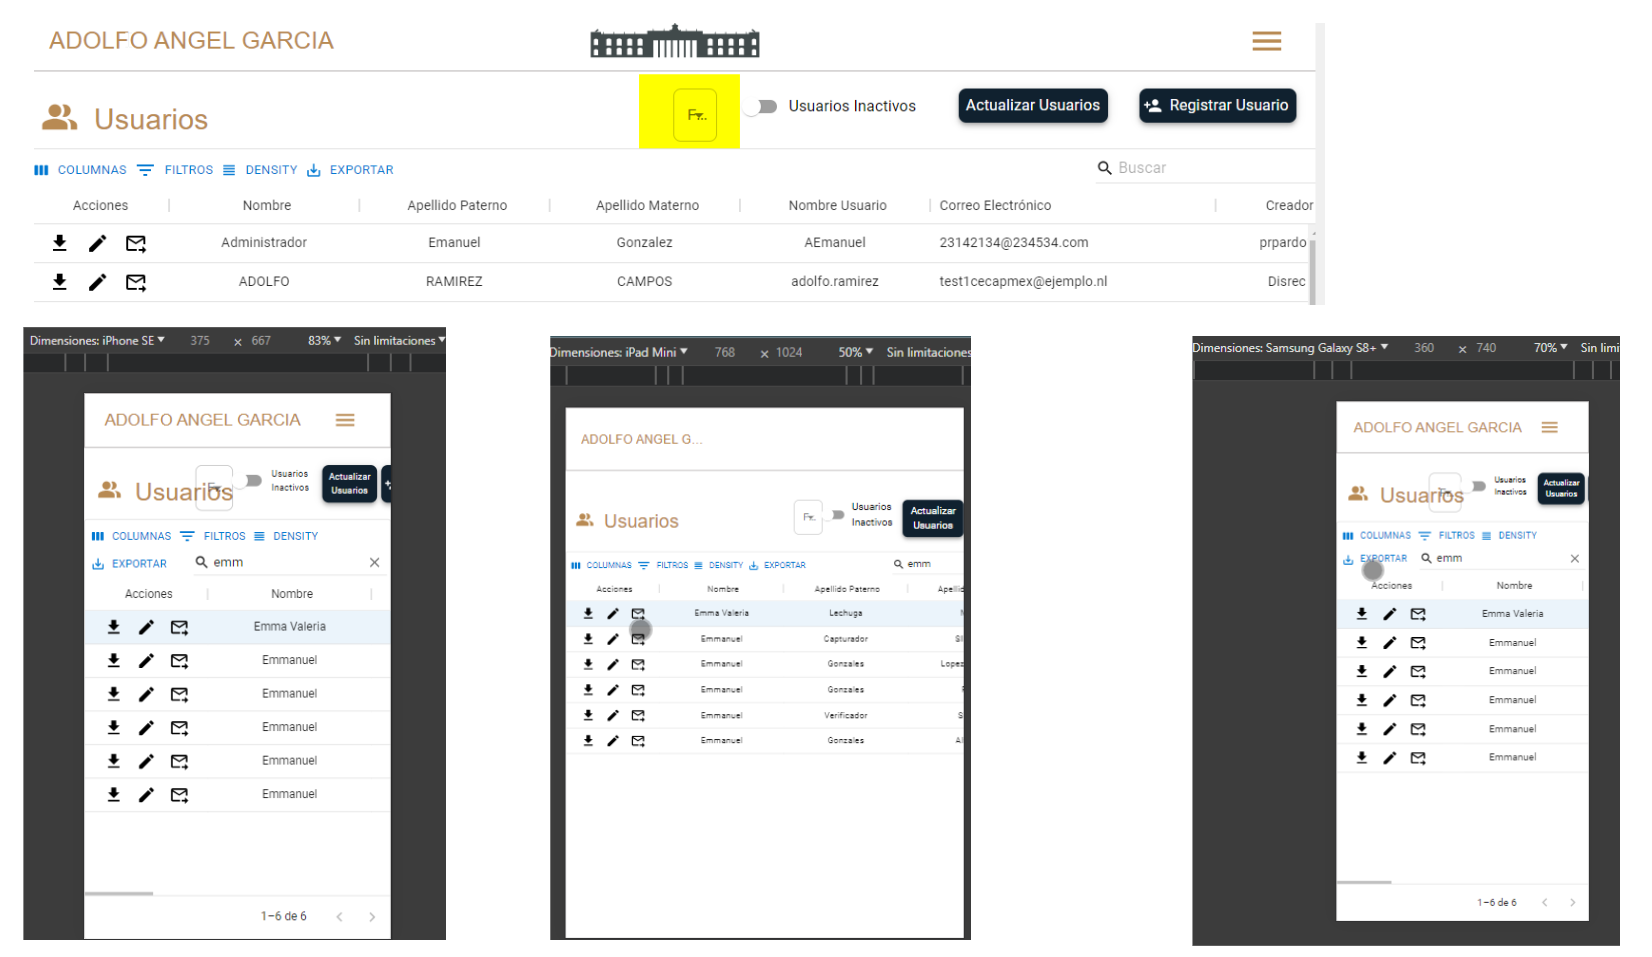 ADOLFO ANGEL GARCIA
Usuarios
F...
Usuarios Inactivos
Actualizar Usuarios
Registrar Usuario
COLUMNAS FILTROS DENSITY EXPORTAR
Buscar
Acciones Nombre Apellido Paterno Apellido Materno Nombre Usuario Correo Electrónico Creador
Administrador Emanuel Gonzalez AEmanuel 23142134@234534.com prpardo
ADOLFO RAMIREZ CAMPOS adolfo.ramirez test1cecapmex@ejemplo.nl Disrec
Dimensiones: iPhone SE 375 x 667 83% Sin limitaciones
ADOLFO ANGEL GARCIA
Usuarios
F...
Usuarios
Inactivos
Actualizar
Usuarios
COLUMNAS FILTROS DENSITY
EXPORTAR emm
Acciones Nombre
Emma Valeria
Emmanuel
Emmanuel
Emmanuel
Emmanuel
Emmanuel
1–6 de 6
Dimensiones: iPad Mini 768 x 1024 50% Sin limitaciones
ADOLFO ANGEL G...
Usuarios
F...
Usuarios
Inactivos
Actualizar
Usuarios
COLUMNAS FILTROS DENSITY EXPORTAR emm
Acciones Nombre Apellido Paterno Apellid
Emma Valeria Lechuga
Emmanuel Capturador
Emmanuel Gonzales Lopez
Emmanuel Gonzales
Emmanuel Verificador
Emmanuel Gonzales
Dimensiones: Samsung Galaxy S8+ 360 x 740 70% Sin limi
ADOLFO ANGEL GARCIA
Usuarios
Usuarios
Inactivos
Actualizar
Usuarios
COLUMNAS FILTROS DENSITY
EXPORTAR emm
Acciones Nombre
Emma Valeria
Emmanuel
Emmanuel
Emmanuel
Emmanuel
Emmanuel
1–6 de 6